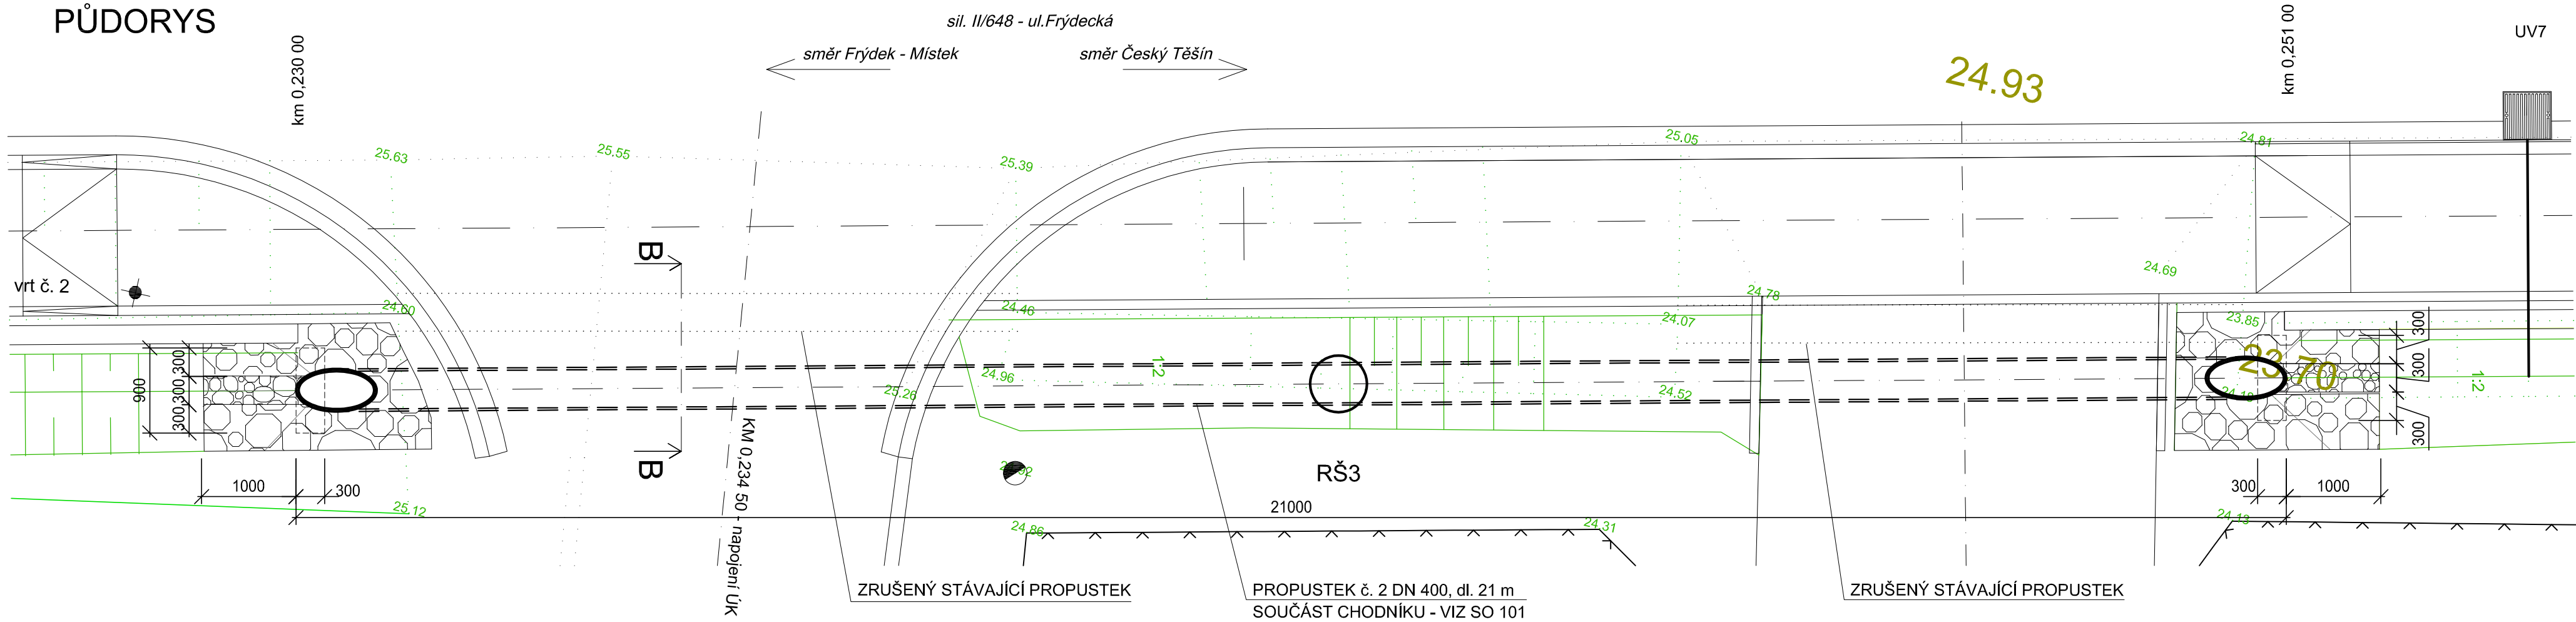 PŮDORYS
sil. II/648 - ul.Frýdecká
směr Frýdek - Místek
směr Český Těšín
km 0,230 00
km 0,251 00
UV7
24.93
25.63
25.55
25.39
25.05
24.81
vrt č. 2
B
24.69
24.60
24.46
24.78
24.07
23.85
23.70
24.96
1:2
25.26
24.52
24.18
1:2
900
300
300
300
300
300
300
B
RŠ3
1000
300
300
1000
21000
25.12
24.86
24.31
24.13
KM 0,234 50 - napojení ÚK
ZRUŠENÝ STÁVAJÍCÍ PROPUSTEK
PROPUSTEK č. 2 DN 400, dl. 21 m
SOUČÁST CHODNÍKU - VIZ SO 101
ZRUŠENÝ STÁVAJÍCÍ PROPUSTEK